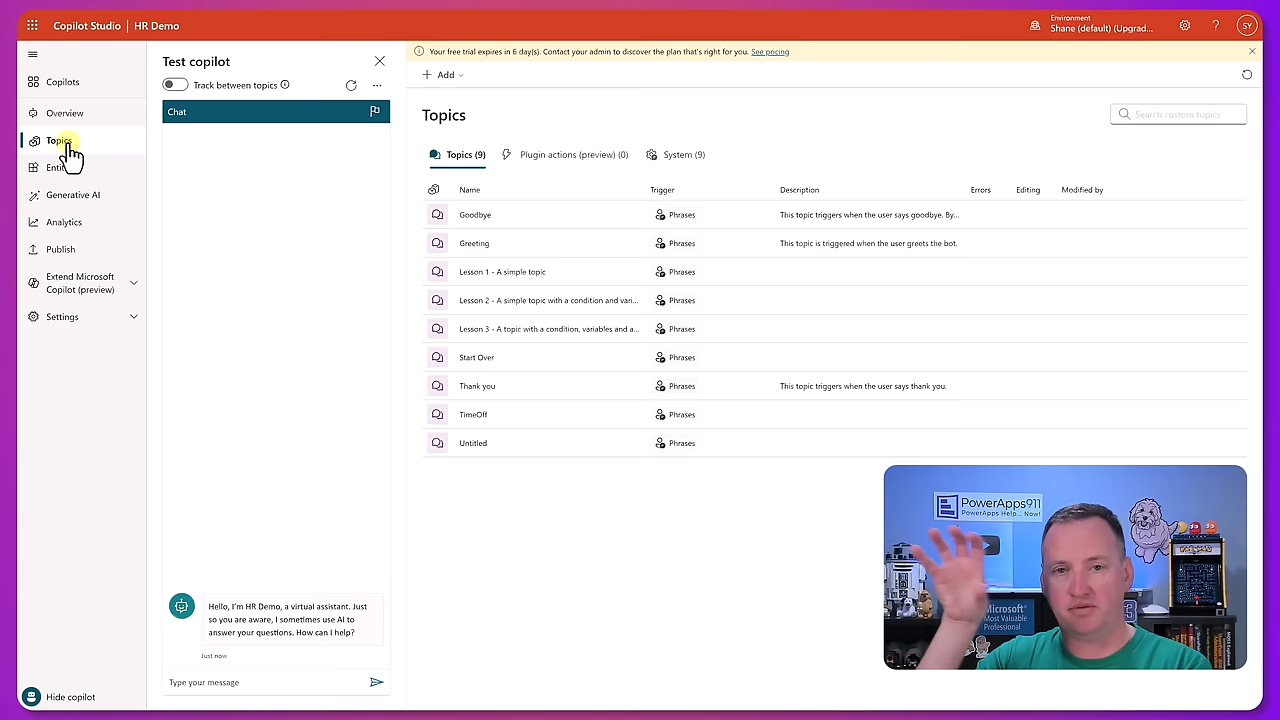 Copilot Studio | HR Demo
Environment
Shane (default) (Upgrad...
?
SY
Copilots
Overview
Topics
Enti
Generative AI
Analytics
Publish
Extend Microsoft
Copilot (preview)
Settings
Hide copilot
Test copilot
Track between topics
Chat
Hello, I'm HR Demo, a virtual assistant. Just
so you are aware, I sometimes use AI to
answer your questions. How can I help?
Just now
Type your message
Your free trial expires in 6 day(s). Contact your admin to discover the plan that's right for you. See pricing
+ Add
Topics
Search custom topics
Topics (9) Plugin actions (preview) (0) System (9)
Name Trigger Description Errors Editing Modified by
Goodbye Phrases This topic triggers when the user says goodbye. By...
Greeting Phrases This topic is triggered when the user greets the bot.
Lesson 1 - A simple topic Phrases
Lesson 2 - A simple topic with a condition and vari... Phrases
Lesson 3 - A topic with a condition, variables and a... Phrases
Start Over Phrases
Thank you Phrases This topic triggers when the user says thank you.
TimeOff Phrases
Untitled Phrases
PowerApps911
PowerApps Help... Now!
Microsoft®
Most Valuable
Professional